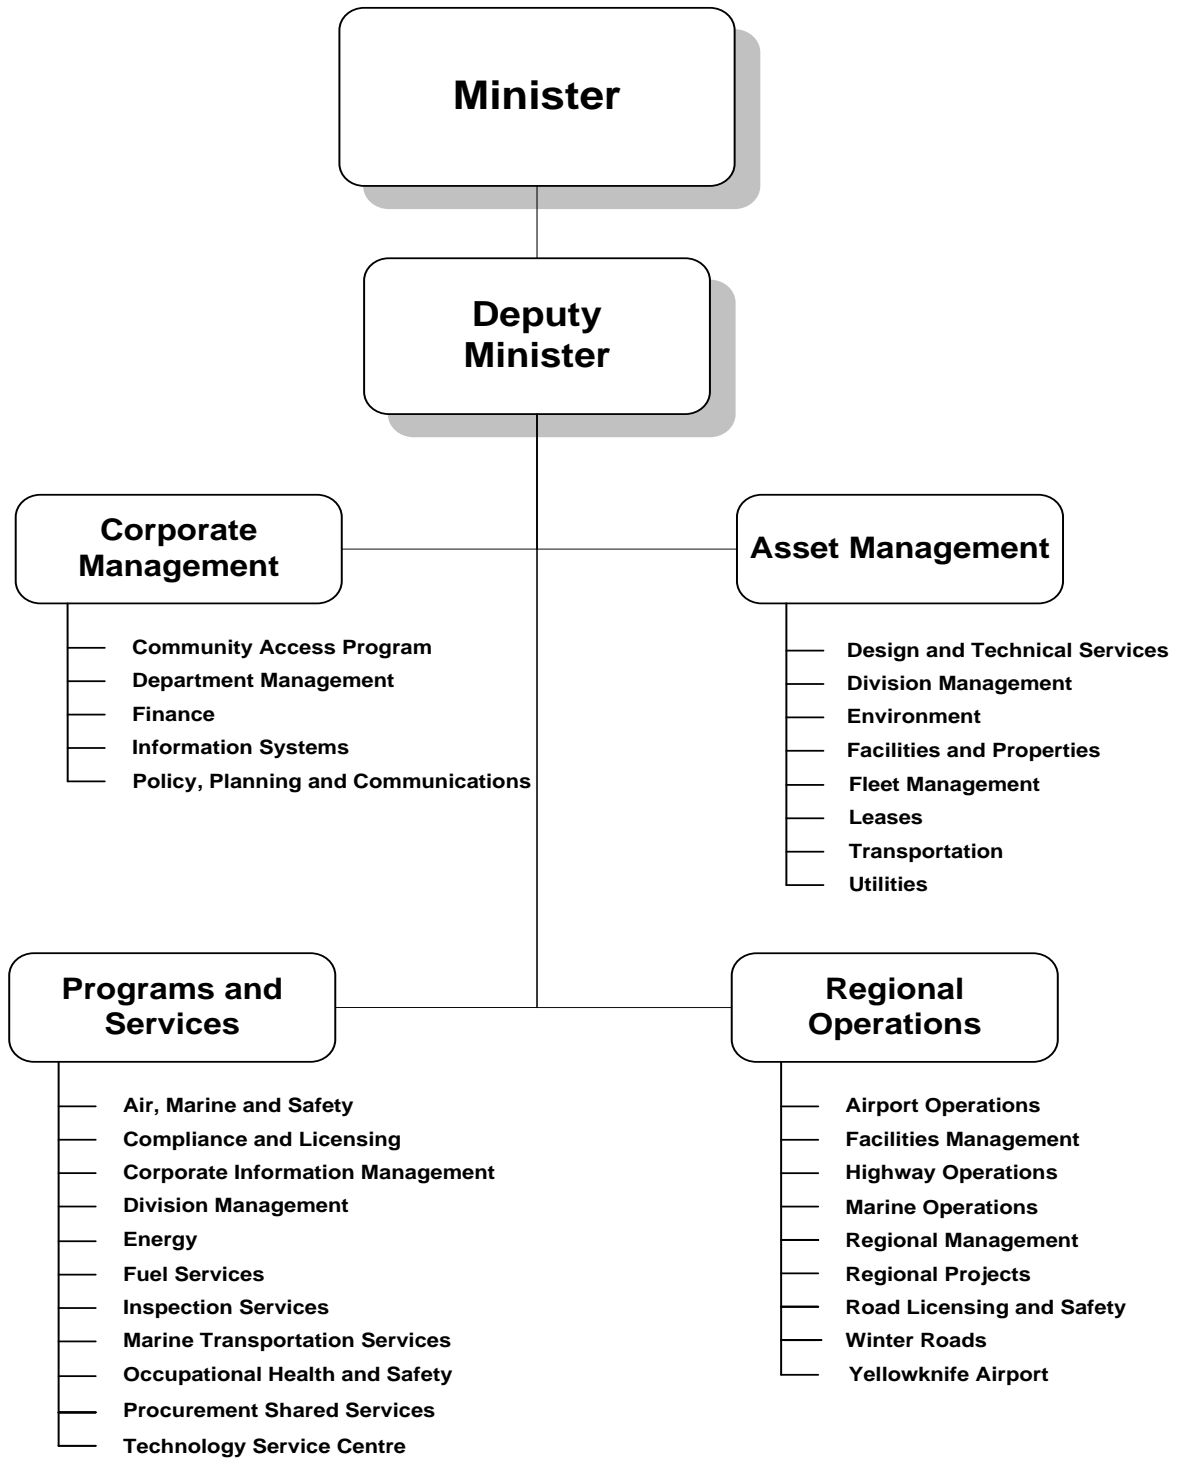 Minister
Deputy
Minister
Corporate
Management
Community Access Program
Department Management
Finance
Information Systems
Policy, Planning and Communications
Asset Management
Design and Technical Services
Division Management
Environment
Facilities and Properties
Fleet Management
Leases
Transportation
Utilities
Programs and
Services
Air, Marine and Safety
Compliance and Licensing
Corporate Information Management
Division Management
Energy
Fuel Services
Inspection Services
Marine Transportation Services
Occupational Health and Safety
Procurement Shared Services
Technology Service Centre
Regional
Operations
Airport Operations
Facilities Management
Highway Operations
Marine Operations
Regional Management
Regional Projects
Road Licensing and Safety
Winter Roads
Yellowknife Airport